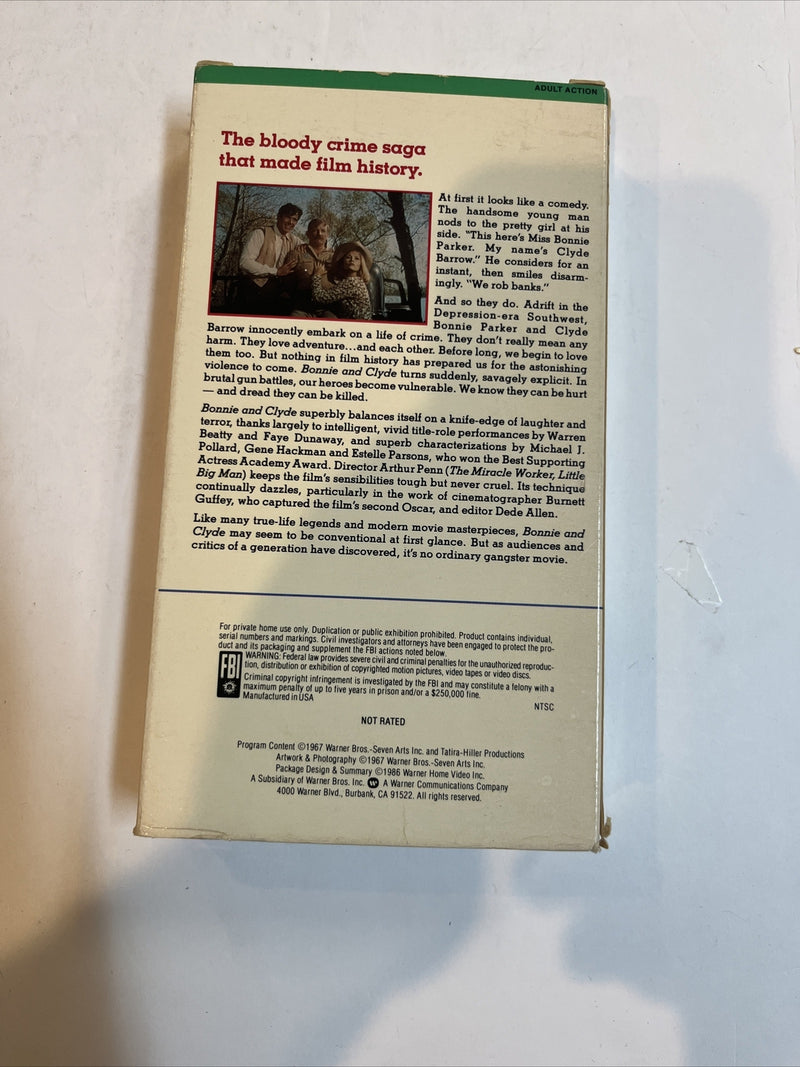 ADULT ACTION
The bloody crime saga
that made film history.
At first it looks like a comedy.
The handsome young man
nods to the pretty girl at his
side. "This here's Miss Bonnie
Parker. My name's Clyde
Barrow." He considers for an
instant, then smiles disarm-
ingly. "We rob banks."
And so they do. Adrift in the
Depression-era Southwest,
Bonnie Parker and Clyde
Barrow innocently embark on a life of crime. They don't really mean any
harm. They love adventure...and each other. Before long, we begin to love
them too. But nothing in film history has prepared us for the astonishing
violence to come. Bonnie and Clyde turns suddenly, savagely explicit. In
brutal gun battles, our heroes become vulnerable. We know they can be hurt
— and dread they can be killed.
Bonnie and Clyde superbly balances itself on a knife-edge of laughter and
terror, thanks largely to intelligent, vivid title-role performances by Warren
Beatty and Faye Dunaway, and superb characterizations by Michael J.
Pollard, Gene Hackman and Estelle Parsons, who won the Best Supporting
Actress Academy Award. Director Arthur Penn (The Miracle Worker, Little
Big Man) keeps the film's sensibilities tough but never cruel. Its technique
continually dazzles, particularly in the work of cinematographer Burnett
Guffey, who captured the film's second Oscar, and editor Dede Allen.
Like many true-life legends and modern movie masterpieces, Bonnie and
Clyde may seem to be conventional at first glance. But as audiences and
critics of a generation have discovered, it's no ordinary gangster movie.
For private home use only. Duplication or public exhibition prohibited. Product contains individual,
serial numbers and markings. Civil investigators and attorneys have been engaged to protect the pro-
duct and its packaging and supplement the FBI actions noted below.
FBI
WARNING: Federal law provides severe civil and criminal penalties for the unauthorized reproduc-
tion, distribution or exhibition of copyrighted motion pictures, video tapes or video discs.
Criminal copyright infringement is investigated by the FBI and may constitute a felony with a
maximum penalty of up to five years in prison and/or a $250,000 fine.
Manufactured in USA
NTSC
NOT RATED
Program Content ©1967 Warner Bros.-Seven Arts Inc. and Tatira-Hiller Productions
Artwork & Photography ©1967 Warner Bros.-Seven Arts Inc.
Package Design & Summary ©1986 Warner Home Video Inc.
A Subsidiary of Warner Bros. Inc. W A Warner Communications Company
4000 Warner Blvd., Burbank, CA 91522. All rights reserved.